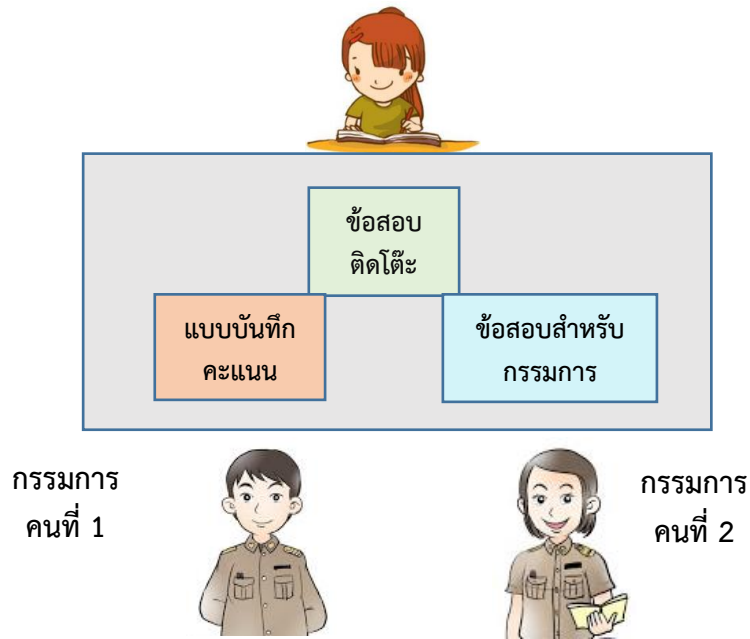 ข้อสอบ
ติดโต๊ะ
แบบบันทึก
คะแนน
ข้อสอบสำหรับ
กรรมการ
กรรมการ
คนที่ 1
กรรมการ
คนที่ 2